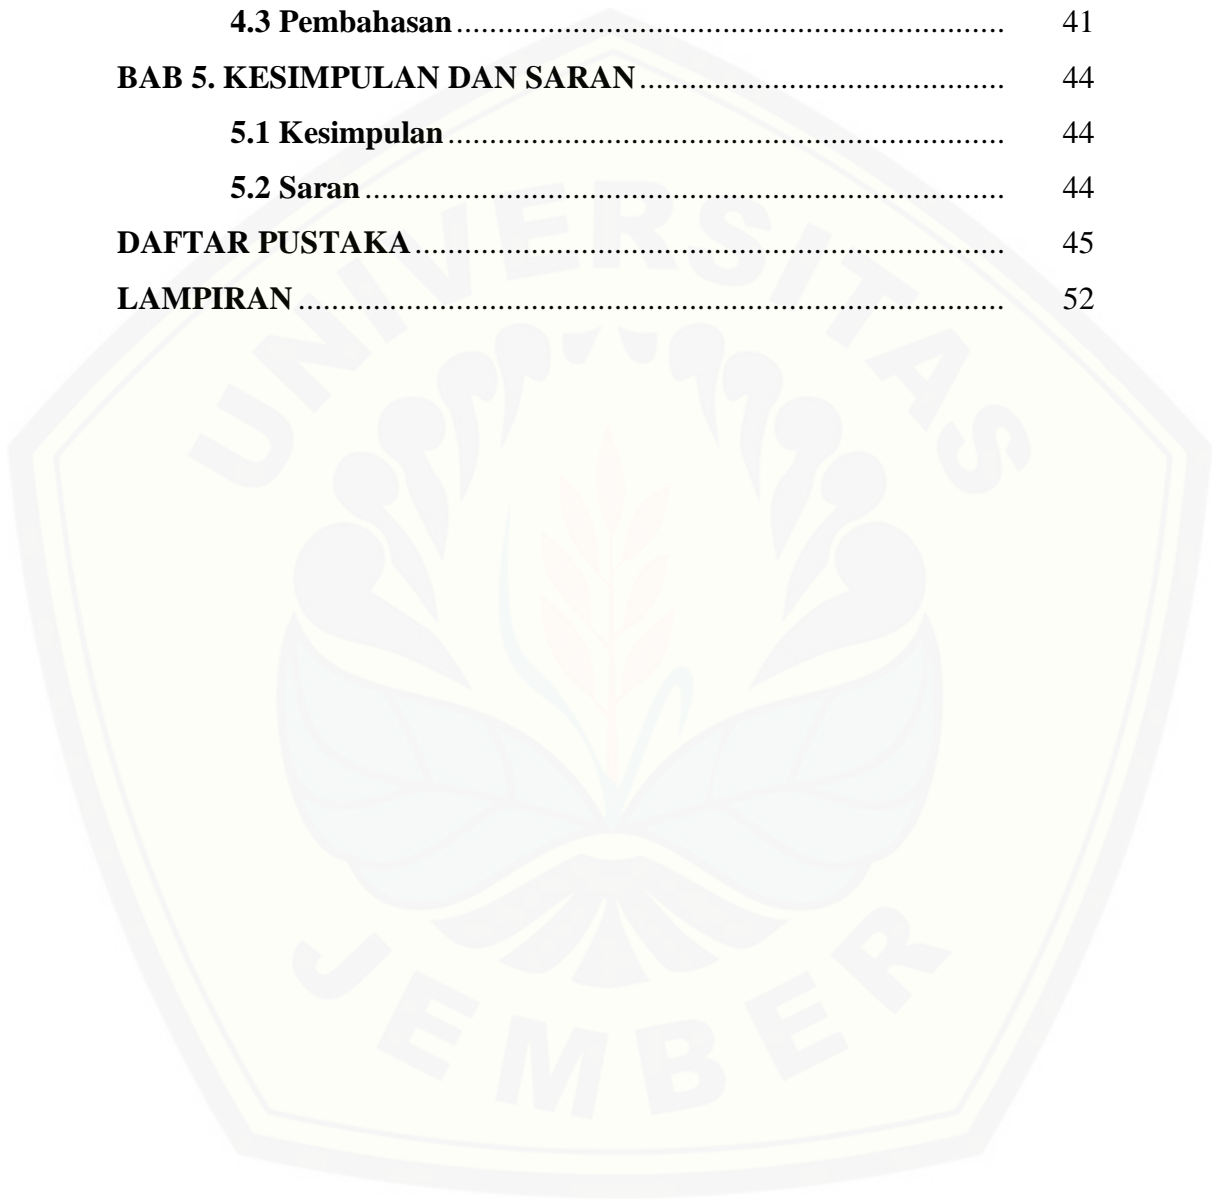 4.3 Pembahasan.................................................................. 41
BAB 5. KESIMPULAN DAN SARAN............................................ 44
5.1 Kesimpulan................................................................... 44
5.2 Saran............................................................................. 44
DAFTAR PUSTAKA....................................................................... 45
LAMPIRAN..................................................................................... 52
UNIVERSITAS
JEMBER